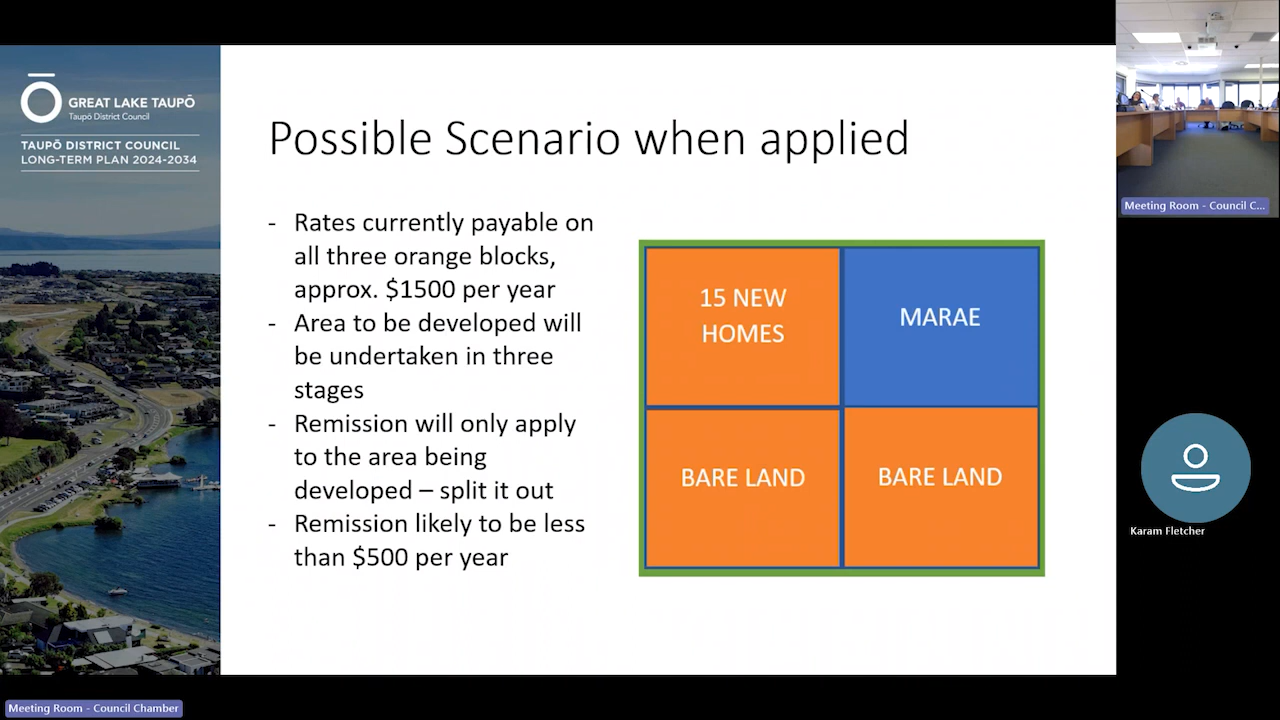 GREAT LAKE TAUPŌ
Taupō District Council
TAUPŌ DISTRICT COUNCIL
LONG-TERM PLAN 2024-2034
Possible Scenario when applied
- Rates currently payable on
all three orange blocks,
approx. $1500 per year
- Area to be developed will
be undertaken in three
stages
- Remission will only apply
to the area being
developed – split it out
- Remission likely to be less
than $500 per year
15 NEW
HOMES
MARAE
BARE LAND
BARE LAND
Meeting Room - Council C...
Karam Fletcher
Meeting Room - Council Chamber